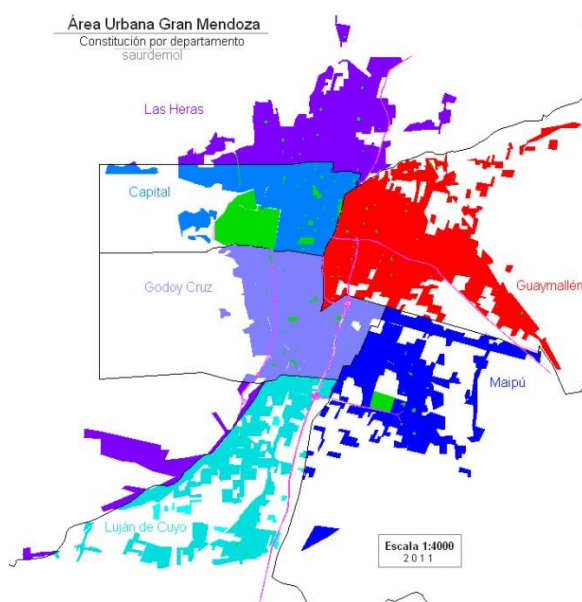 Área Urbana Gran Mendoza
Constitución por departamento
saurdemol
Las Heras
Capital
Godoy Cruz
Guaymallén
Maipú
Luján de Cuyo
Escala 1:4000
2011